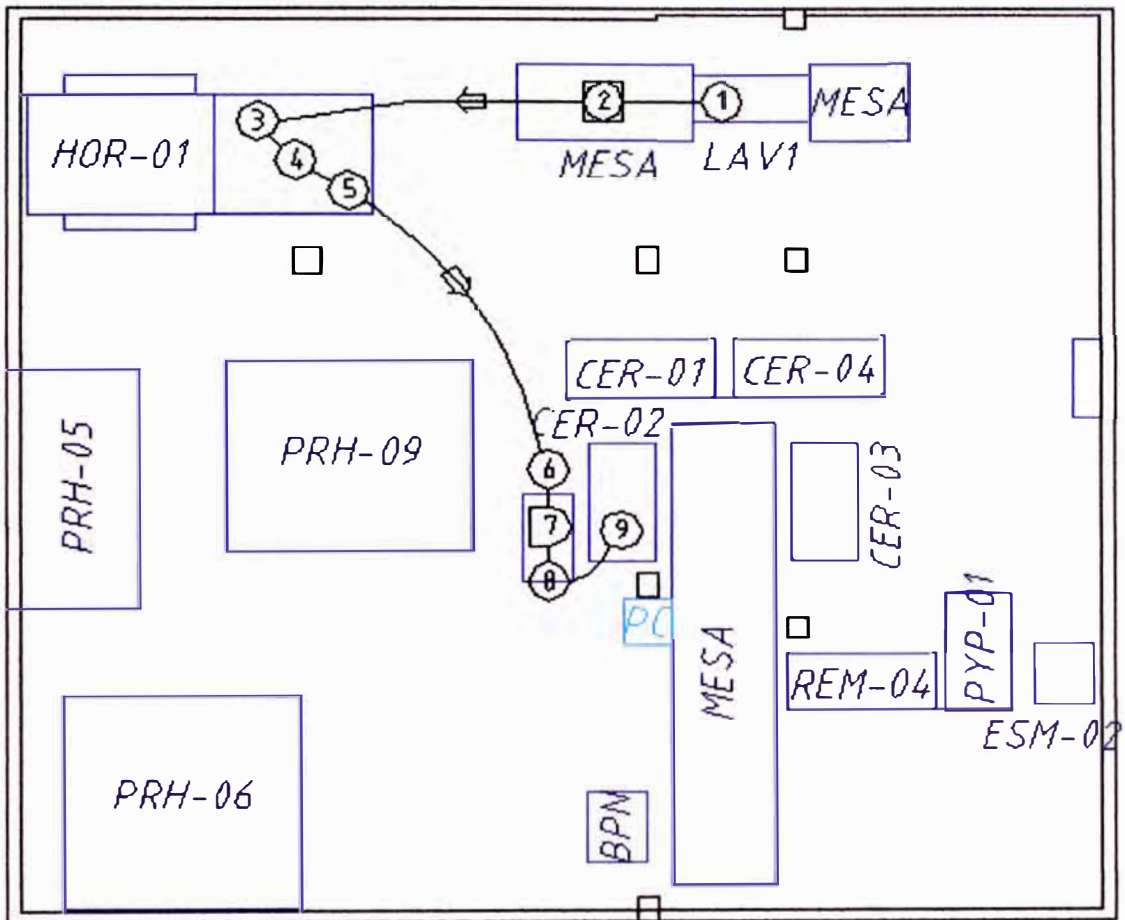 2
1
MESA
3
HOR-01
4
MESA
LAV1
5
CER-01
CER-04
CER-02
PRH-05
PRH-09
6
CER-03
7
9
8
PC
PYP-01
MESA
REM-04
ESM-02
PRH-06
BPN